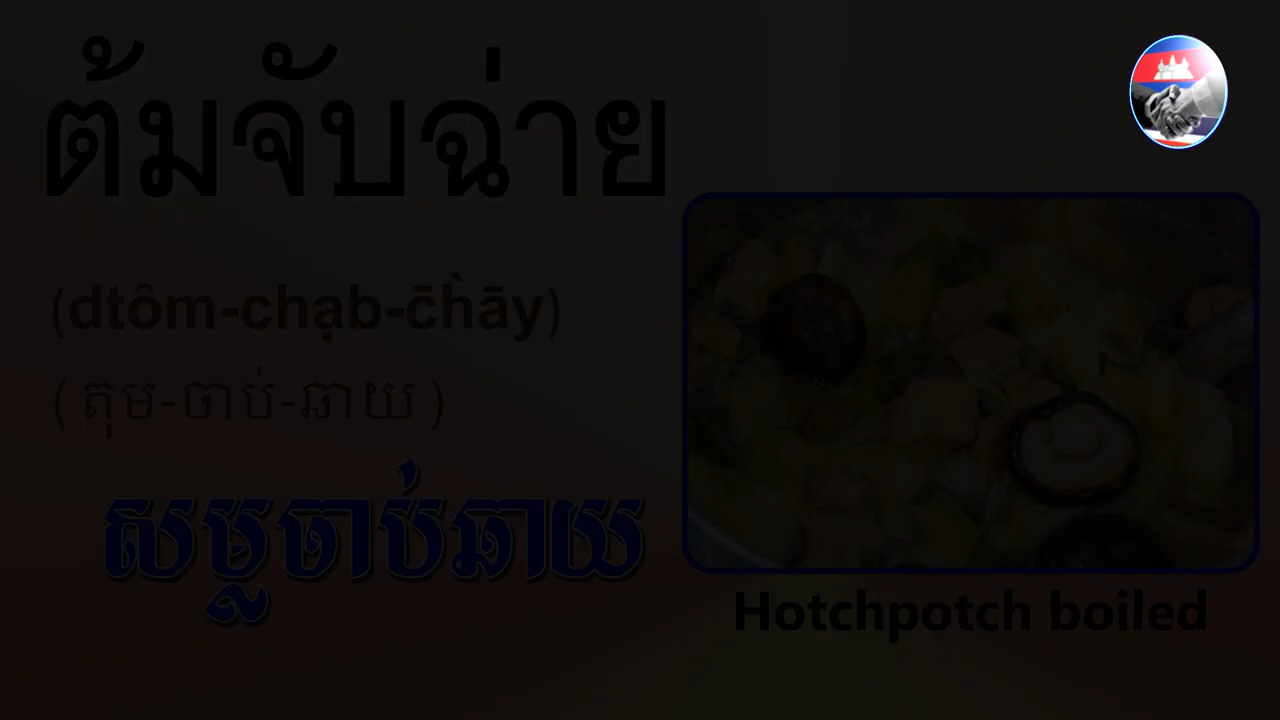 ต้มจับฉ่าย
(dtôm-chạb-c̄h̀āy)
( តុម-ចាប់-ឆាយ )
សម្លចាប់ឆាយ
Hotchpotch boiled